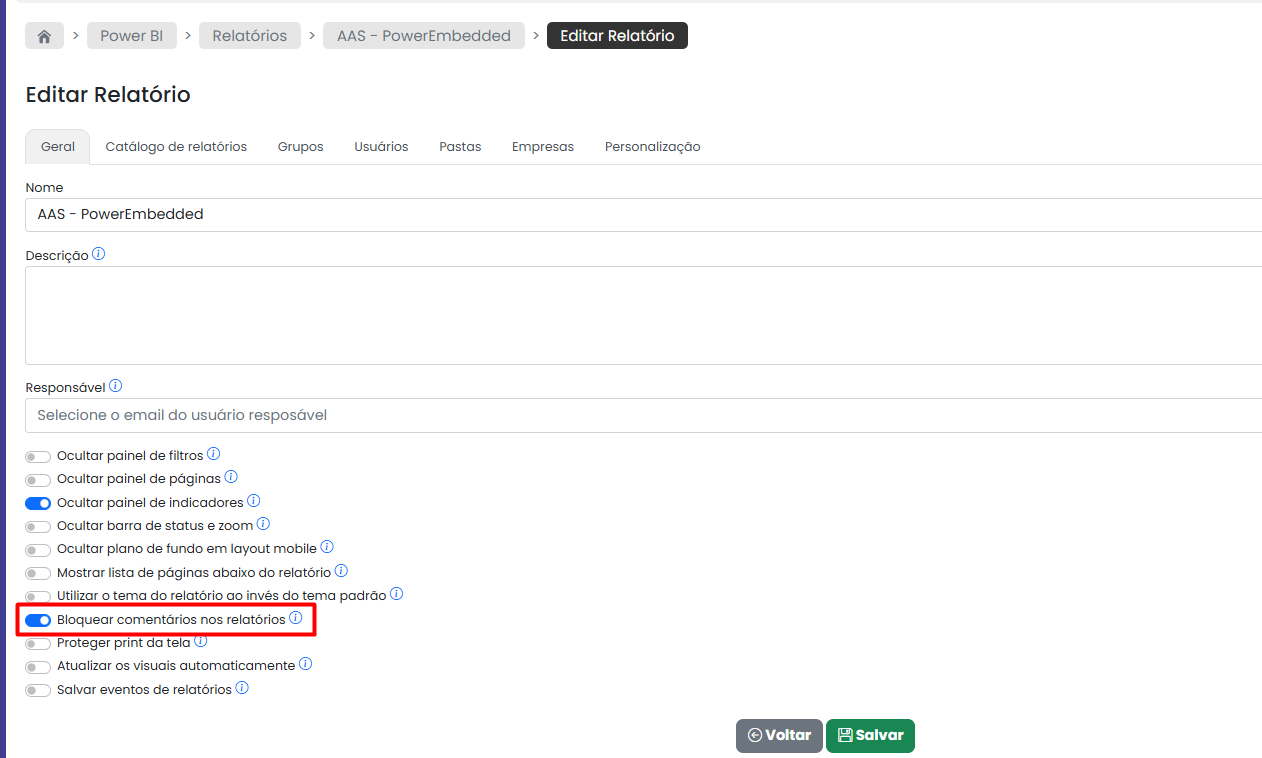 Power BI > Relatórios > AAS - PowerEmbedded > Editar Relatório
Editar Relatório
Geral Catálogo de relatórios Grupos Usuários Pastas Empresas Personalização
Nome
AAS - PowerEmbedded
Descrição
Responsável
Selecione o email do usuário resposável
Ocultar painel de filtros
Ocultar painel de páginas
Ocultar painel de indicadores
Ocultar barra de status e zoom
Ocultar plano de fundo em layout mobile
Mostrar lista de páginas abaixo do relatório
Utilizar o tema do relatório ao invés do tema padrão
Bloquear comentários nos relatórios
Proteger print da tela
Atualizar os visuais automaticamente
Salvar eventos de relatórios
Voltar Salvar